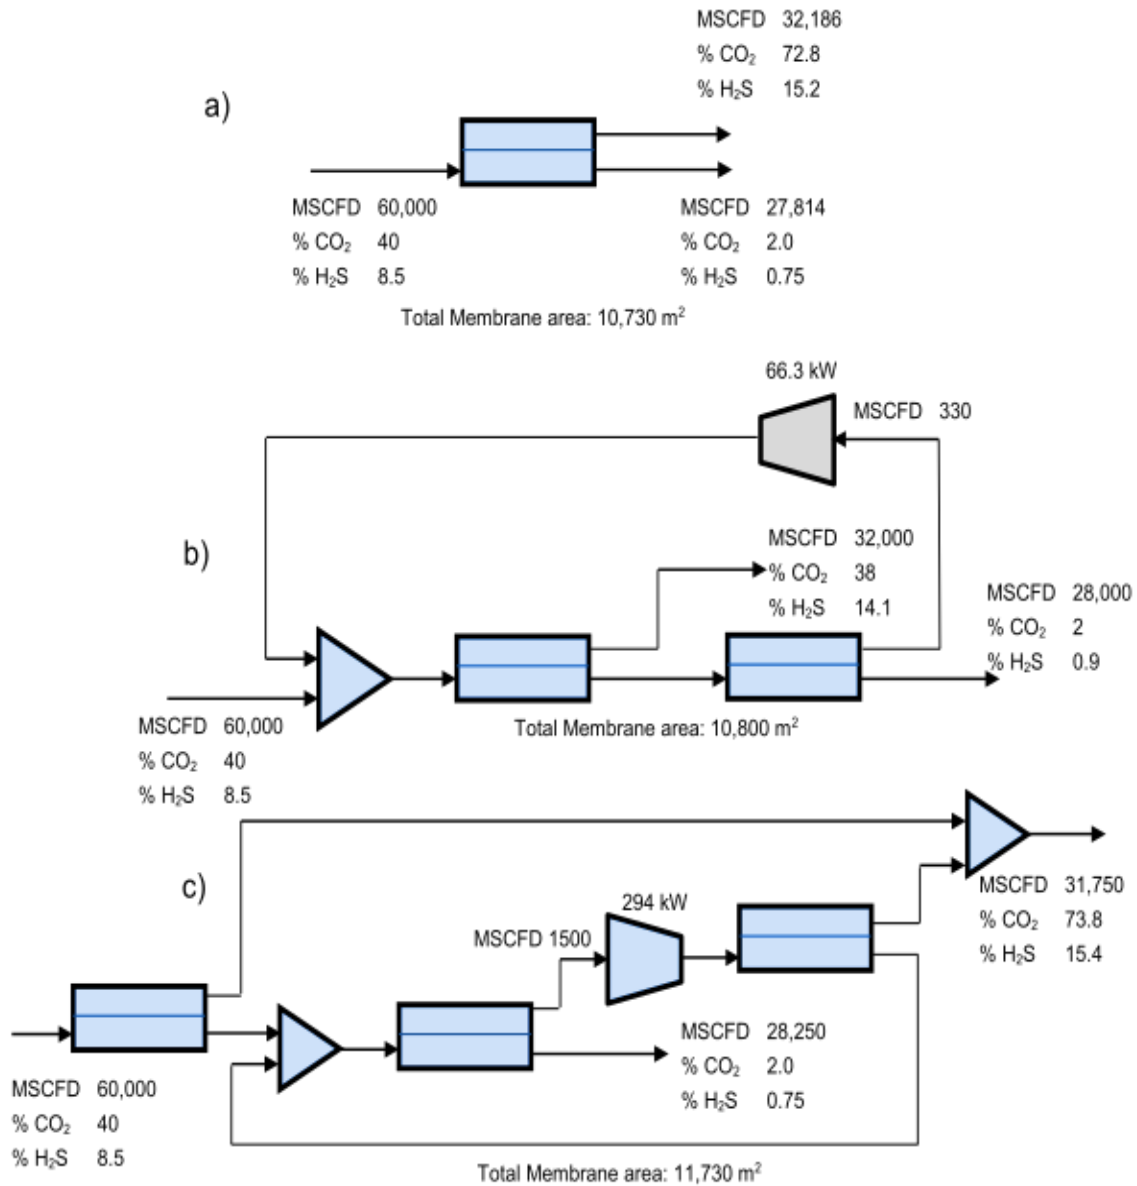 MSCFD 32,186
% CO₂ 72.8
% H₂S 15.2
a)
MSCFD 60,000
% CO₂ 40
% H₂S 8.5
MSCFD 27,814
% CO₂ 2.0
% H₂S 0.75
Total Membrane area: 10,730 m²
66.3 kW
MSCFD 330
b)
MSCFD 32,000
% CO₂ 38
% H₂S 14.1
MSCFD 28,000
% CO₂ 2
% H₂S 0.9
MSCFD 60,000
% CO₂ 40
% H₂S 8.5
Total Membrane area: 10,800 m²
c)
294 kW
MSCFD 1500
MSCFD 31,750
% CO₂ 73.8
% H₂S 15.4
MSCFD 28,250
% CO₂ 2.0
% H₂S 0.75
MSCFD 60,000
% CO₂ 40
% H₂S 8.5
Total Membrane area: 11,730 m²